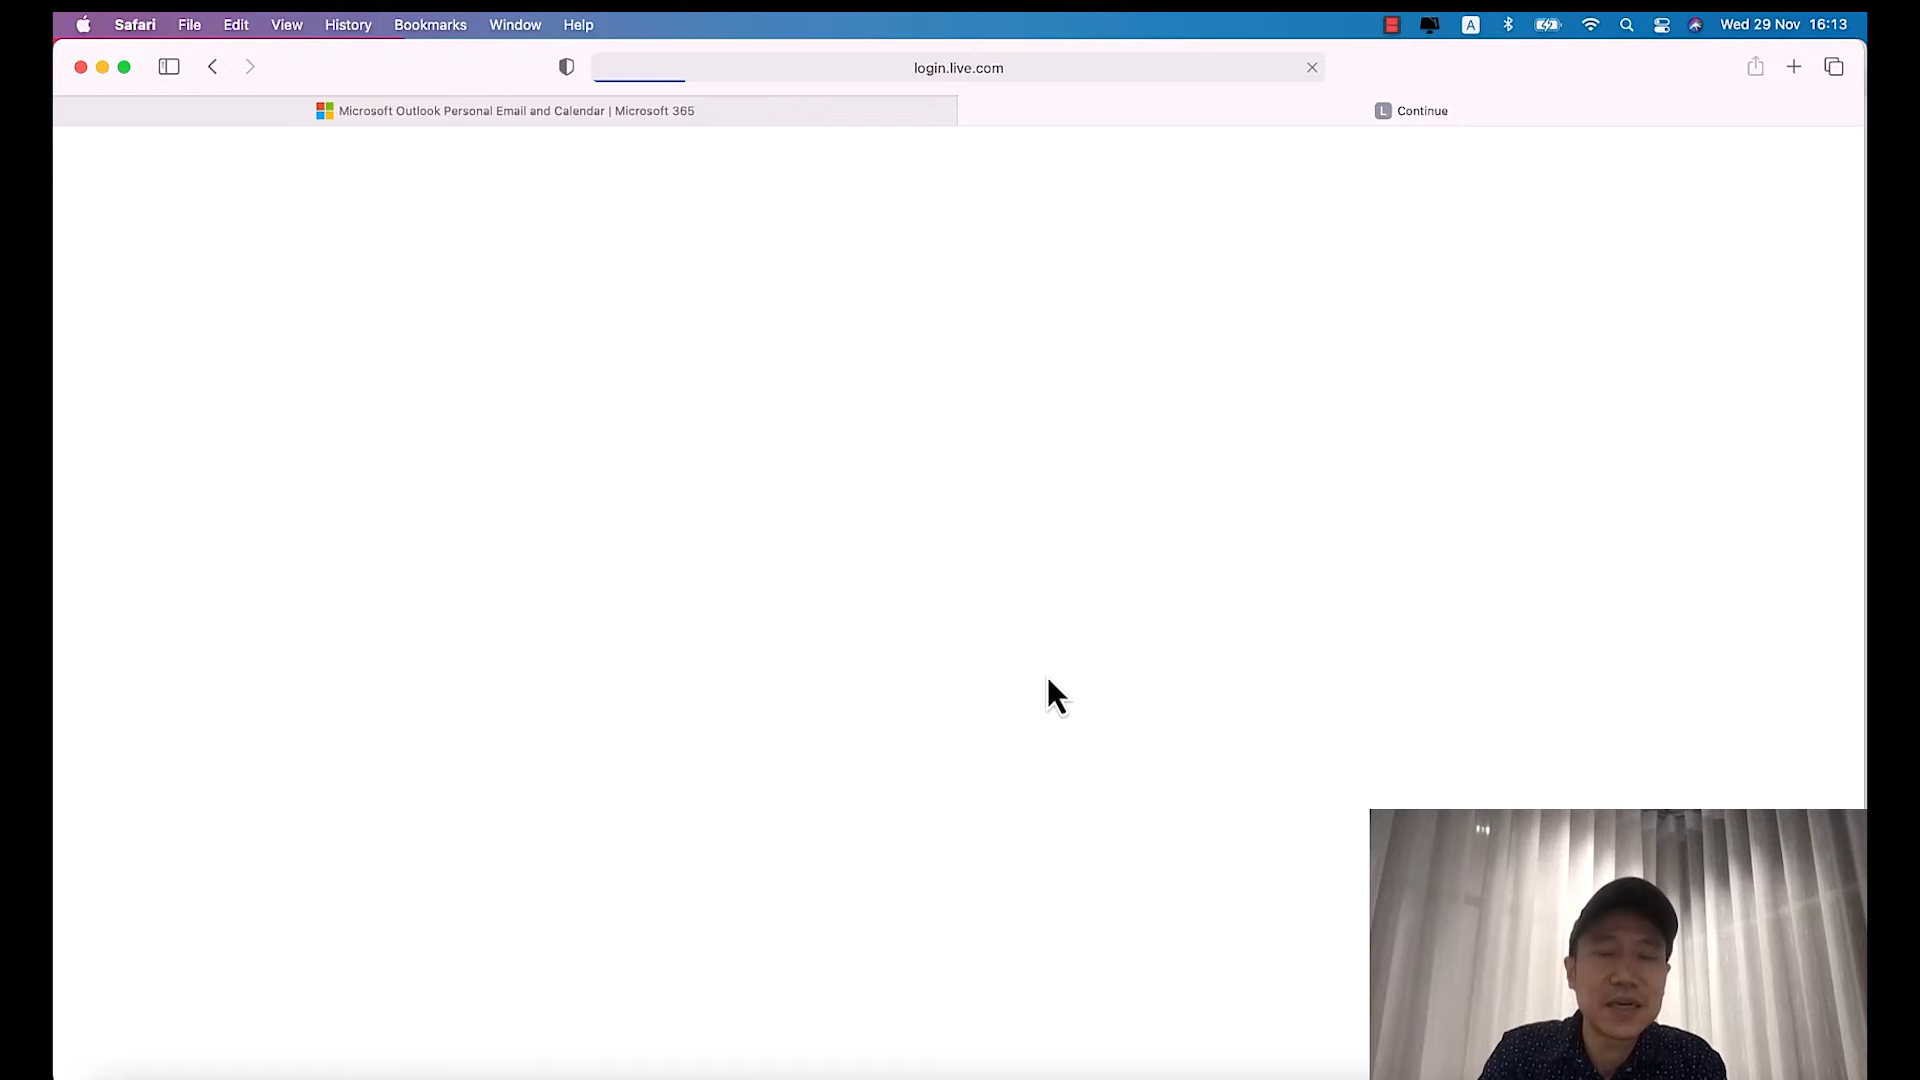 Safari File Edit View History Bookmarks Window Help A Wed 29 Nov 16:13
login.live.com
Microsoft Outlook Personal Email and Calendar | Microsoft 365
L Continue